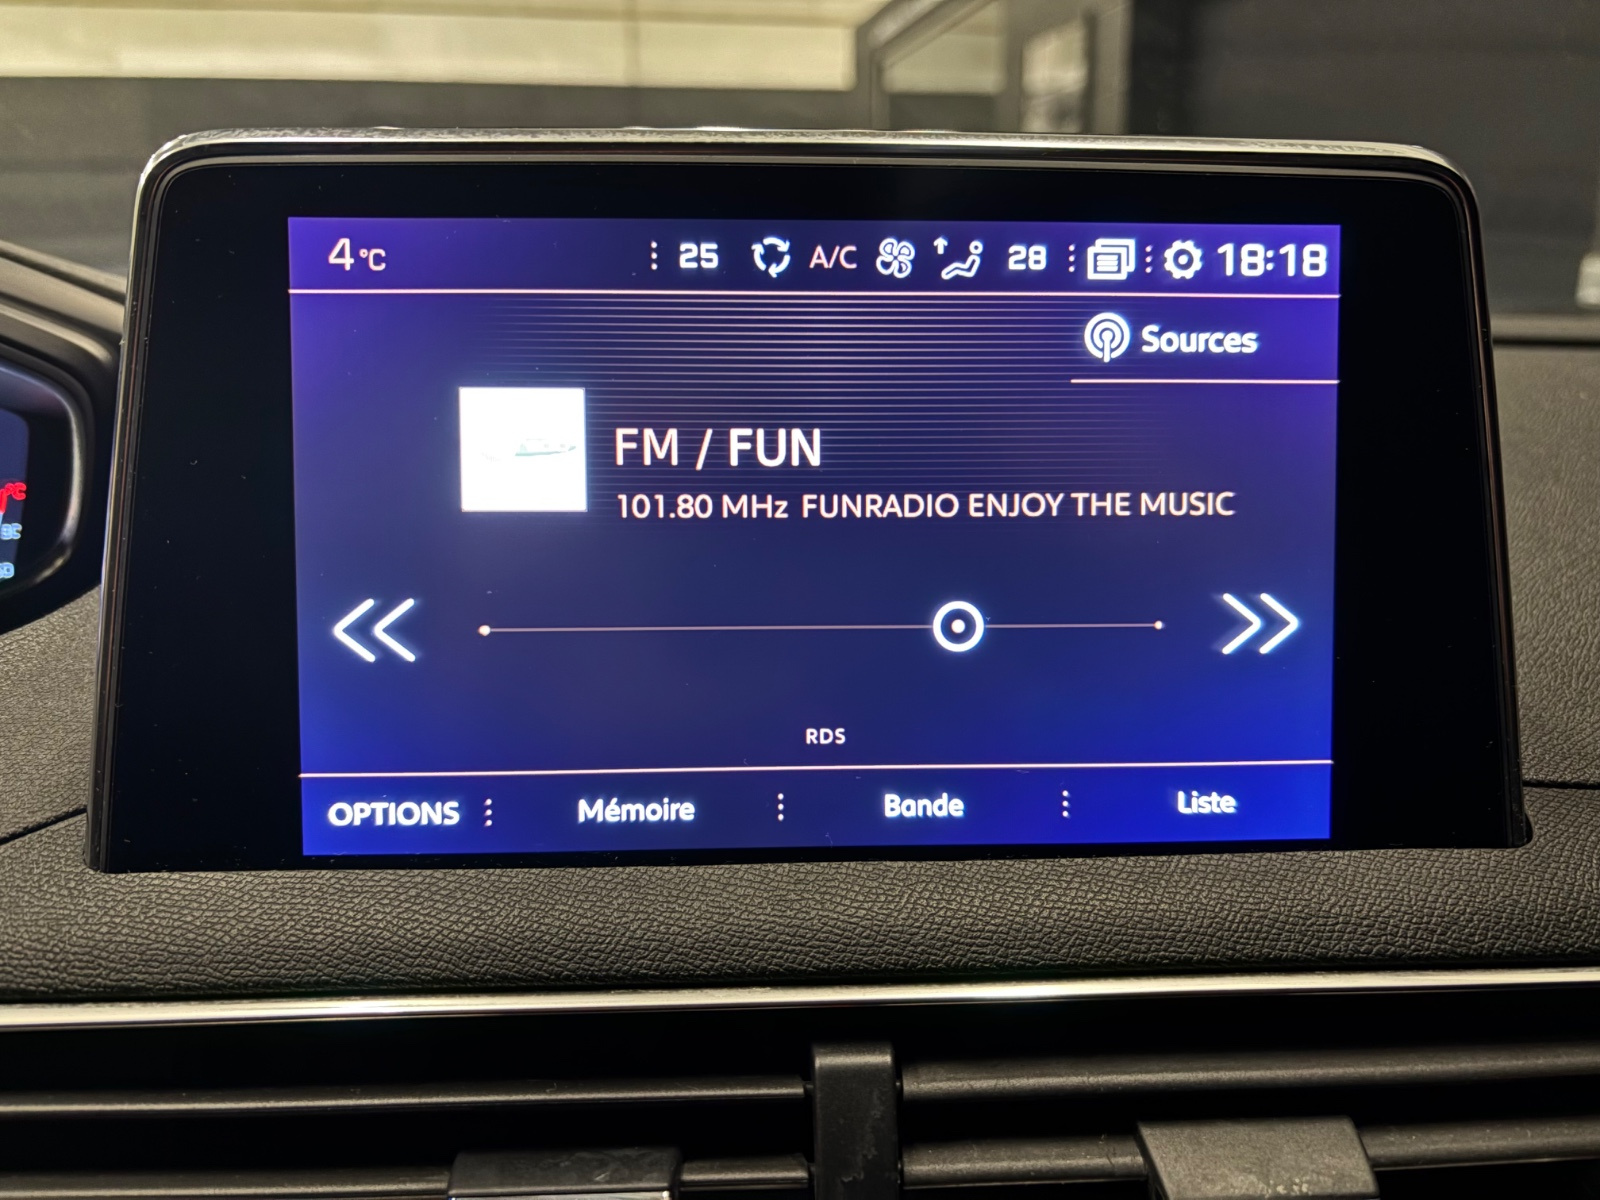 4°C 25 A/C 28 18:18
Sources
FM / FUN
101.80 MHz FUNRADIO ENJOY THE MUSIC
RDS
OPTIONS Mémoire Bande Liste